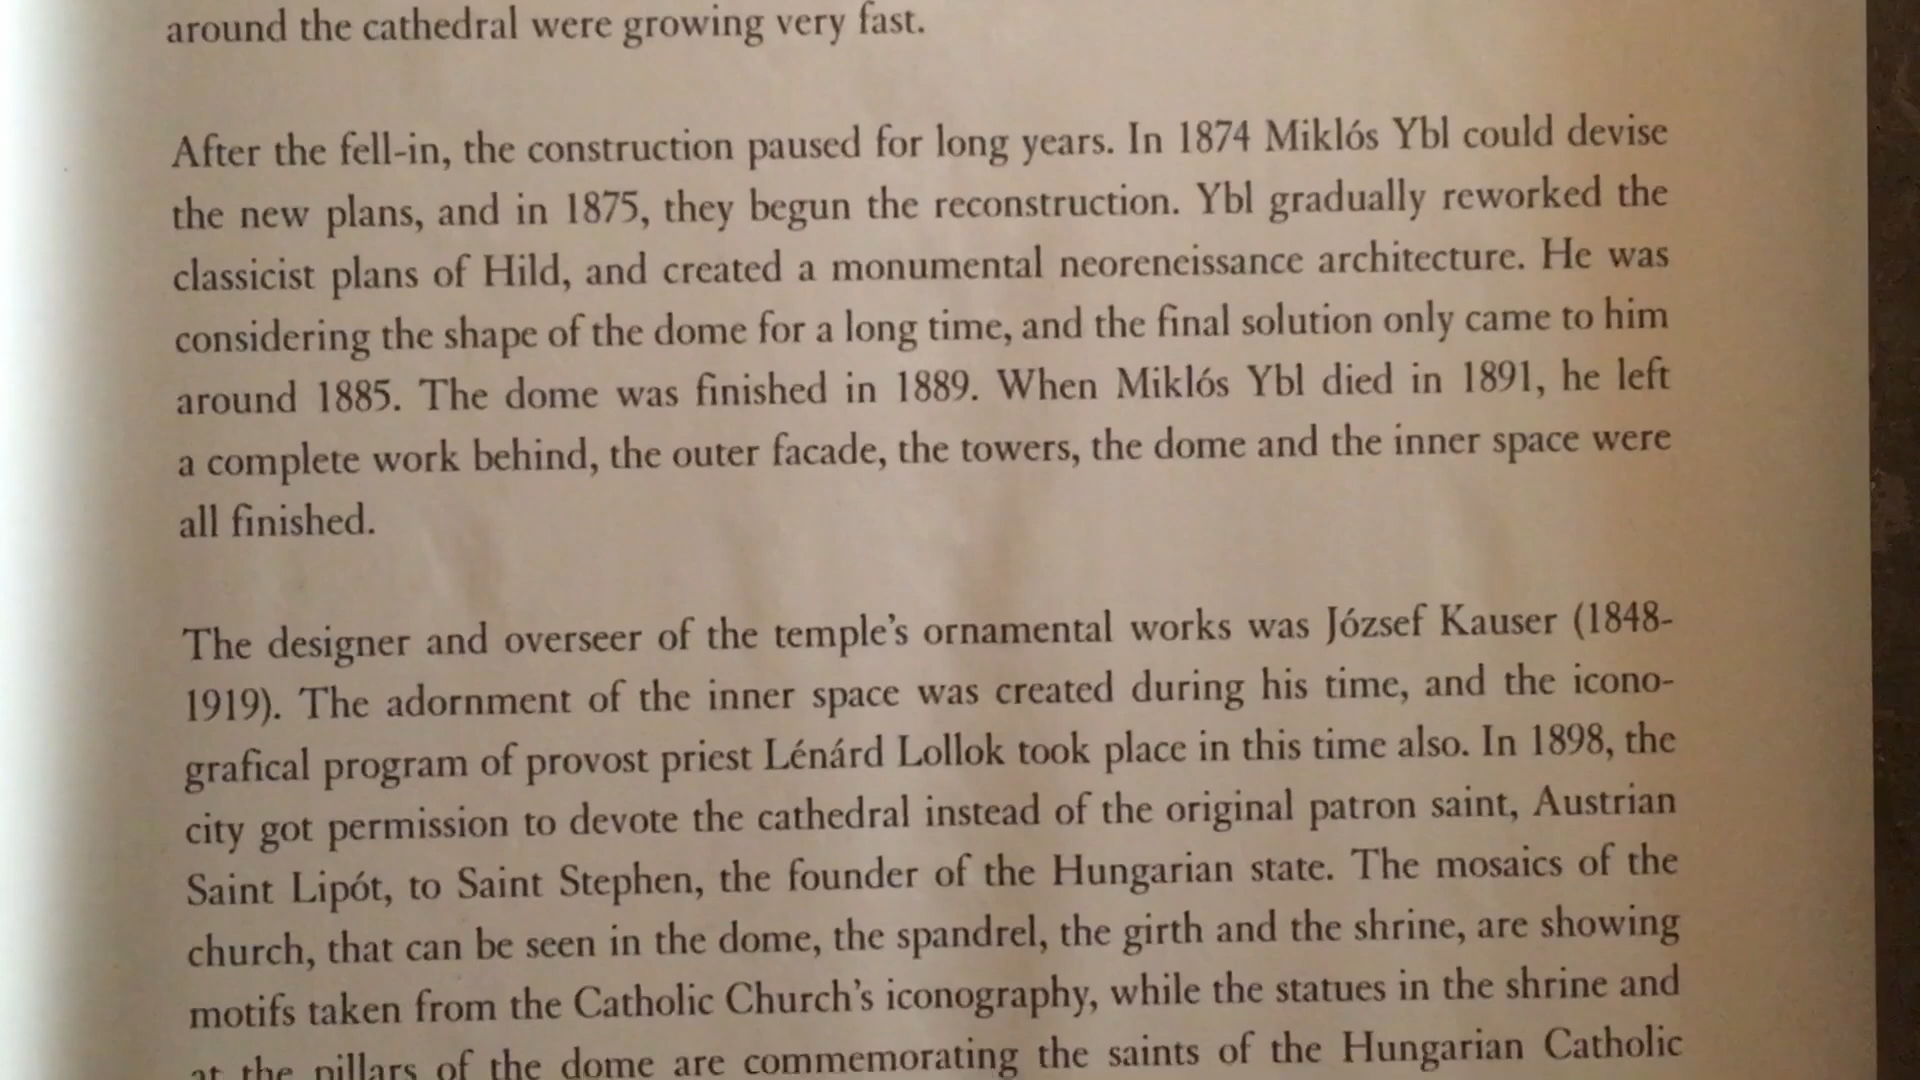 around the cathedral were growing very fast.
After the fell-in, the construction paused for long years. In 1874 Miklós Ybl could devise
the new plans, and in 1875, they begun the reconstruction. Ybl gradually reworked the
classicist plans of Hild, and created a monumental neoreneissance architecture. He was
considering the shape of the dome for a long time, and the final solution only came to him
around 1885. The dome was finished in 1889. When Miklós Ybl died in 1891, he left
a complete work behind, the outer facade, the towers, the dome and the inner space were
all finished.
The designer and overseer of the temple's ornamental works was József Kauser (1848-
1919). The adornment of the inner space was created during his time, and the icono-
grafical program of provost priest Lénárd Lollok took place in this time also. In 1898, the
city got permission to devote the cathedral instead of the original patron saint, Austrian
Saint Lipót, to Saint Stephen, the founder of the Hungarian state. The mosaics of the
church, that can be seen in the dome, the spandrel, the girth and the shrine, are showing
motifs taken from the Catholic Church's iconography, while the statues in the shrine and
at the pillars of the dome are commemorating the saints of the Hungarian Catholic